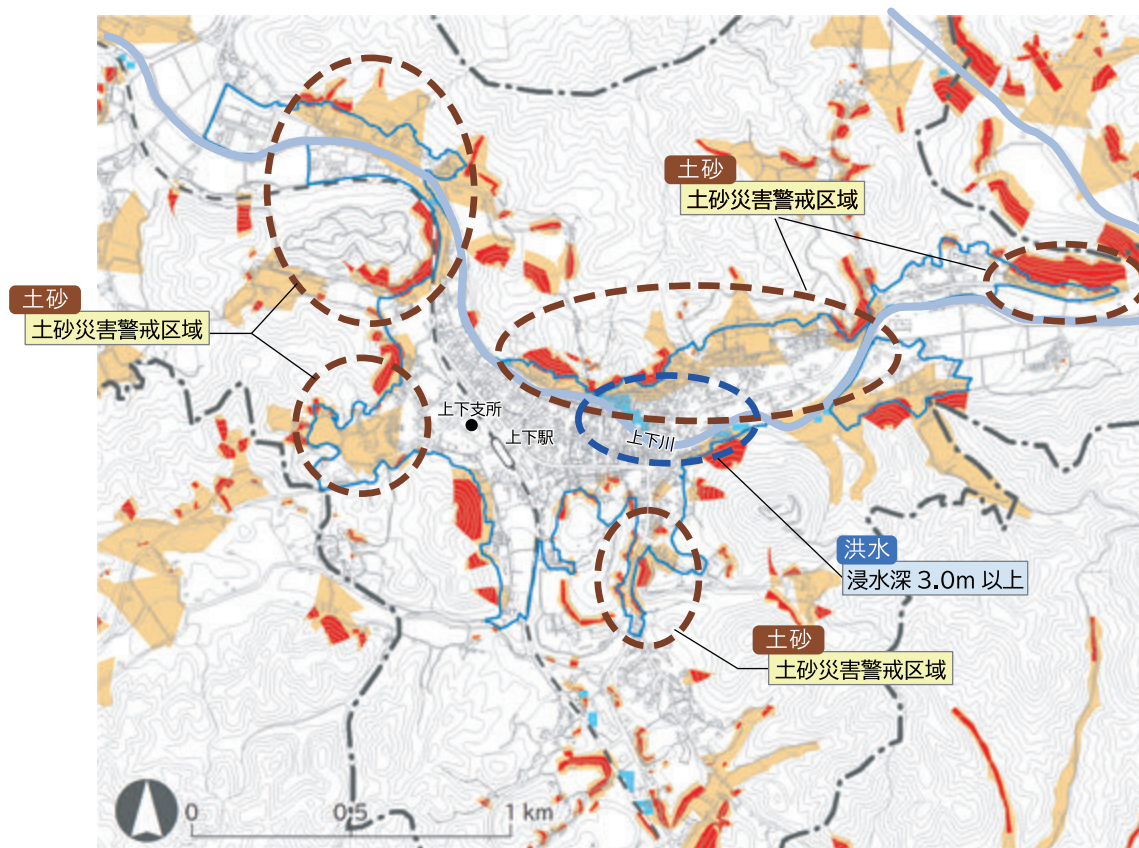 土砂
土砂災害警戒区域
土砂
土砂災害警戒区域
上下支所
上下駅
上下川
洪水
浸水深 3.0m 以上
土砂
土砂災害警戒区域
0 0.5 1 km